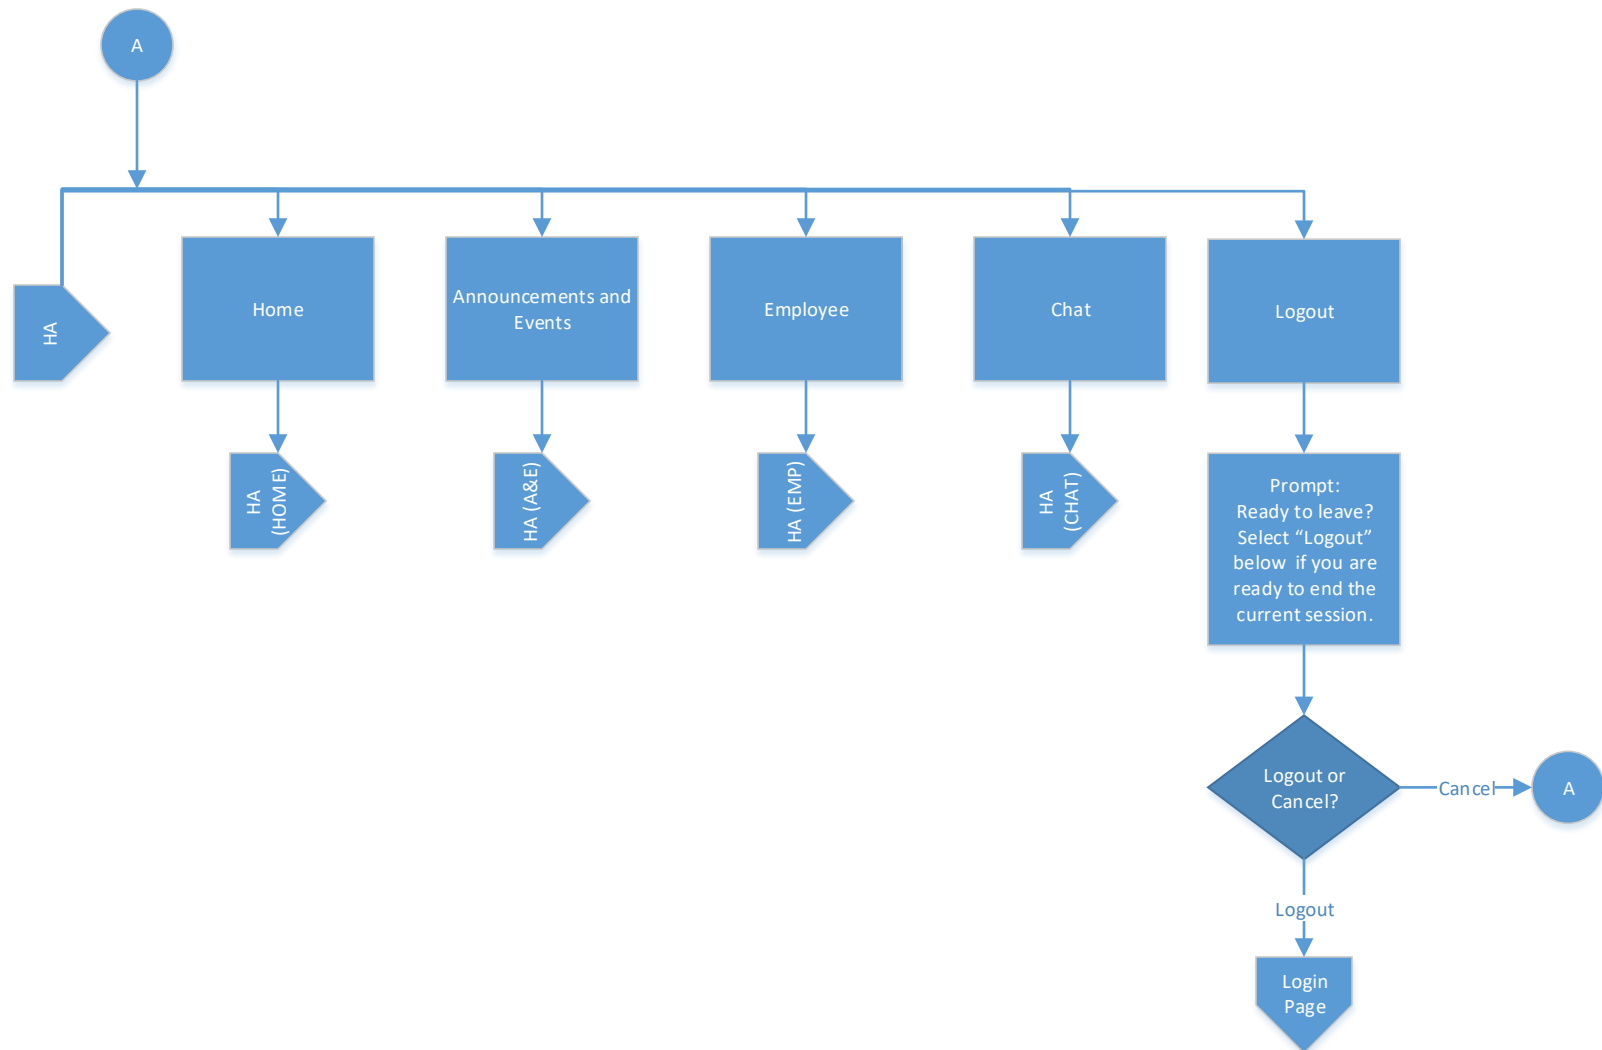 A
HA
Home
Announcements and
Events
Employee
Chat
Logout
HA
(HOME)
HA (A&E)
HA (EMP)
HA
(CHAT)
Prompt:
Ready to leave?
Select “Logout”
below if you are
ready to end the
current session.
Logout or
Cancel?
Cancel
A
Logout
Login
Page